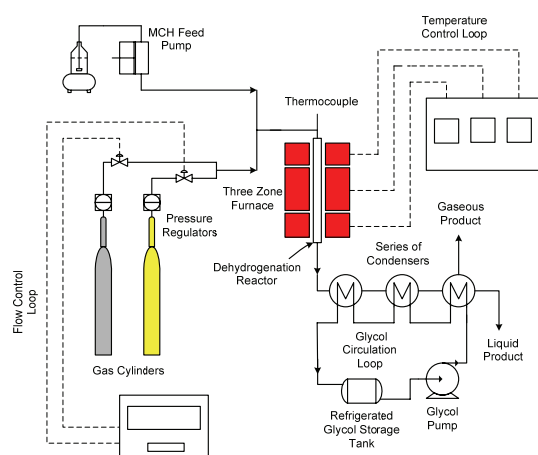 MCH Feed
Pump
Temperature
Control Loop
Thermocouple
Three Zone
Furnace
Pressure
Regulators
Gaseous
Product
Dehydrogenation
Reactor
Series of
Condensers
Flow Control
Loop
Glycol
Circulation
Loop
Liquid
Product
Gas Cylinders
Refrigerated
Glycol Storage
Tank
Glycol
Pump